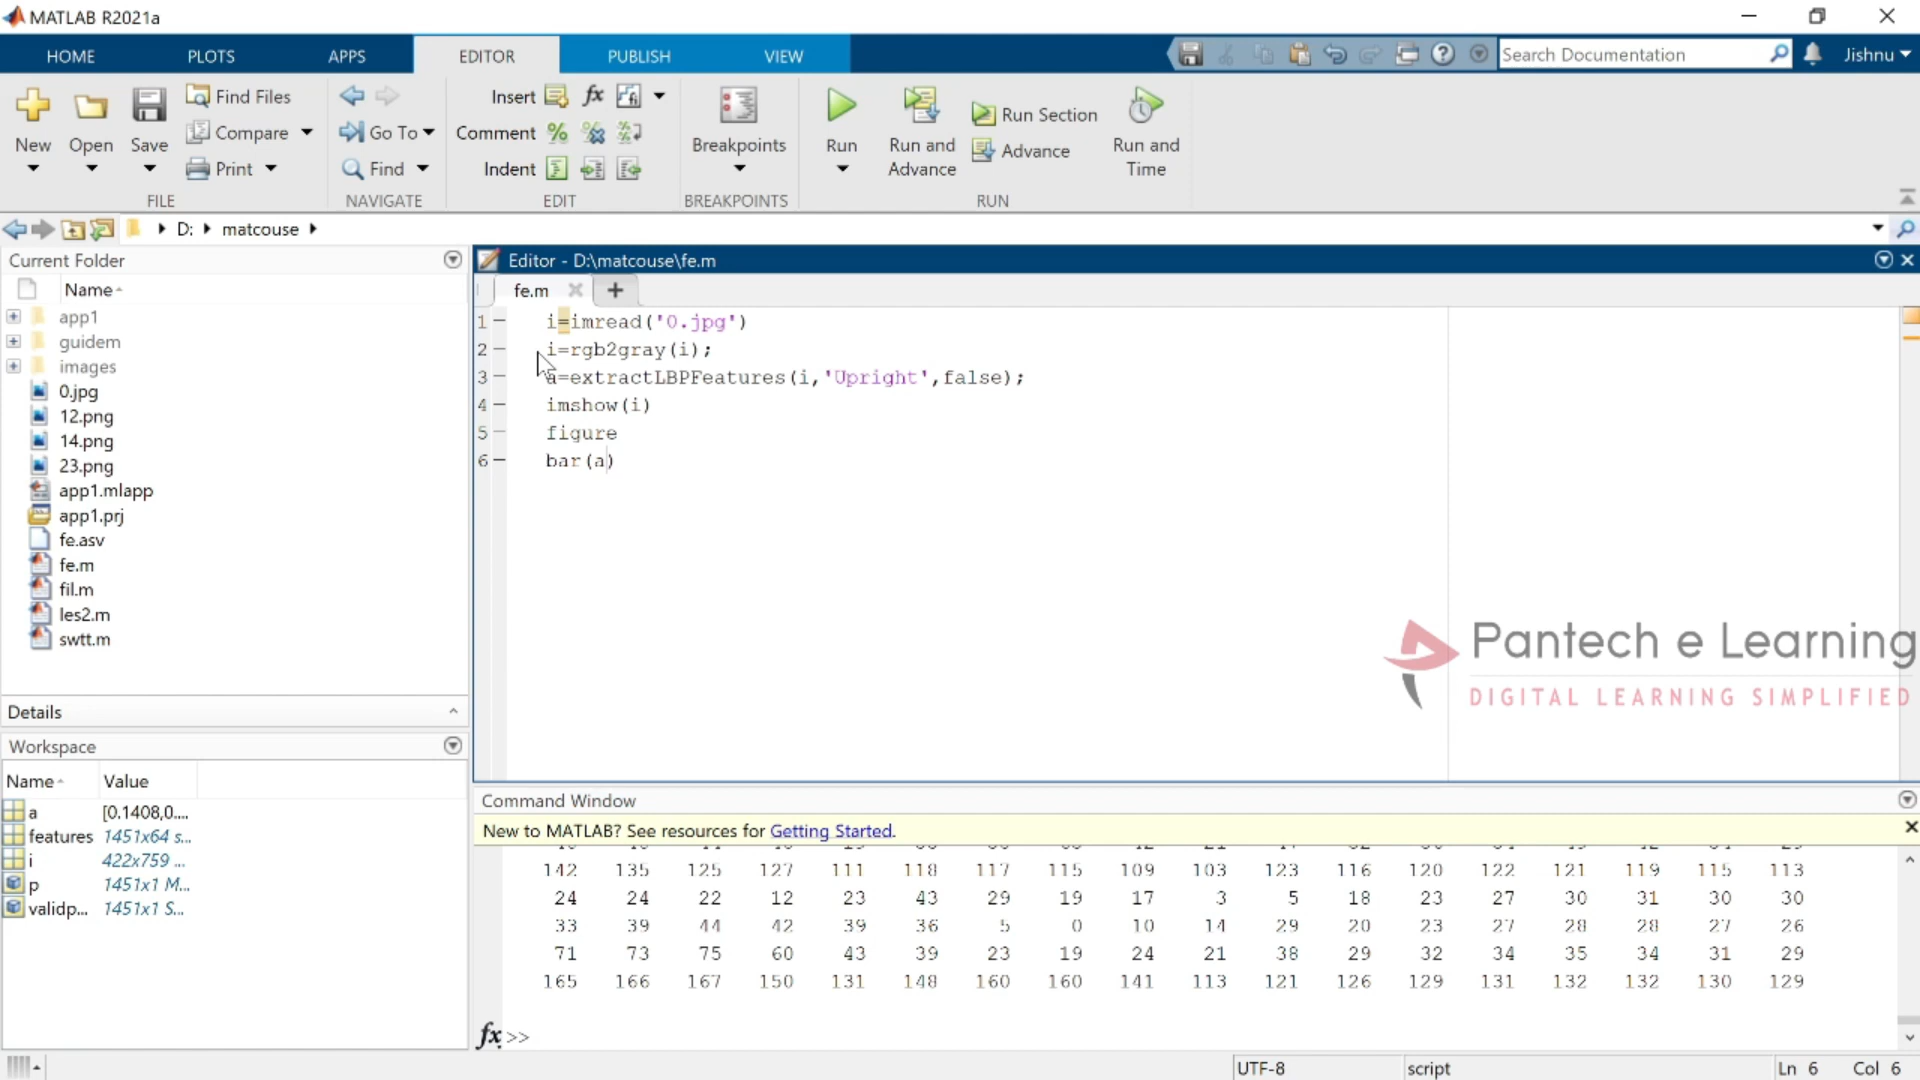 MATLAB R2021a
HOME PLOTS APPS EDITOR PUBLISH VIEW Search Documentation Jishnu
New Open Save Find Files Compare Print FILE
Go To Find NAVIGATE
Insert fx Comment Indent EDIT
Breakpoints BREAKPOINTS
Run Run and Advance Run Section Advance Run and Time RUN
D: matcouse
Current Folder
Name
app1
guidem
images
0.jpg
12.png
14.png
23.png
app1.mlapp
app1.prj
fe.asv
fe.m
fil.m
les2.m
swtt.m
Details
Workspace
Name Value
a [0.1408,0....
features 1451x64 s...
i 422x759 ...
p 1451x1 M...
validp... 1451x1 S...
Editor - D:\matcouse\fe.m
fe.m
1 i=imread('0.jpg')
2 i=rgb2gray(i);
3 a=extractLBPFeatures(i,'Upright',false);
4 imshow(i)
5 figure
6 bar(a)
Pantech e Learning
DIGITAL LEARNING SIMPLIFIED
Command Window
New to MATLAB? See resources for Getting Started.
142 135 125 127 111 118 117 115 109 103 123 116 120 122 121 119 115 113
24 24 22 12 23 43 29 19 17 3 5 18 23 27 30 31 30 30
33 39 44 42 39 36 5 0 10 14 29 20 23 27 28 28 27 26
71 73 75 60 43 39 23 19 24 21 38 29 32 34 35 34 31 29
165 166 167 150 131 148 160 160 141 113 121 126 129 131 132 132 130 129
fx >>
UTF-8 script Ln 6 Col 6